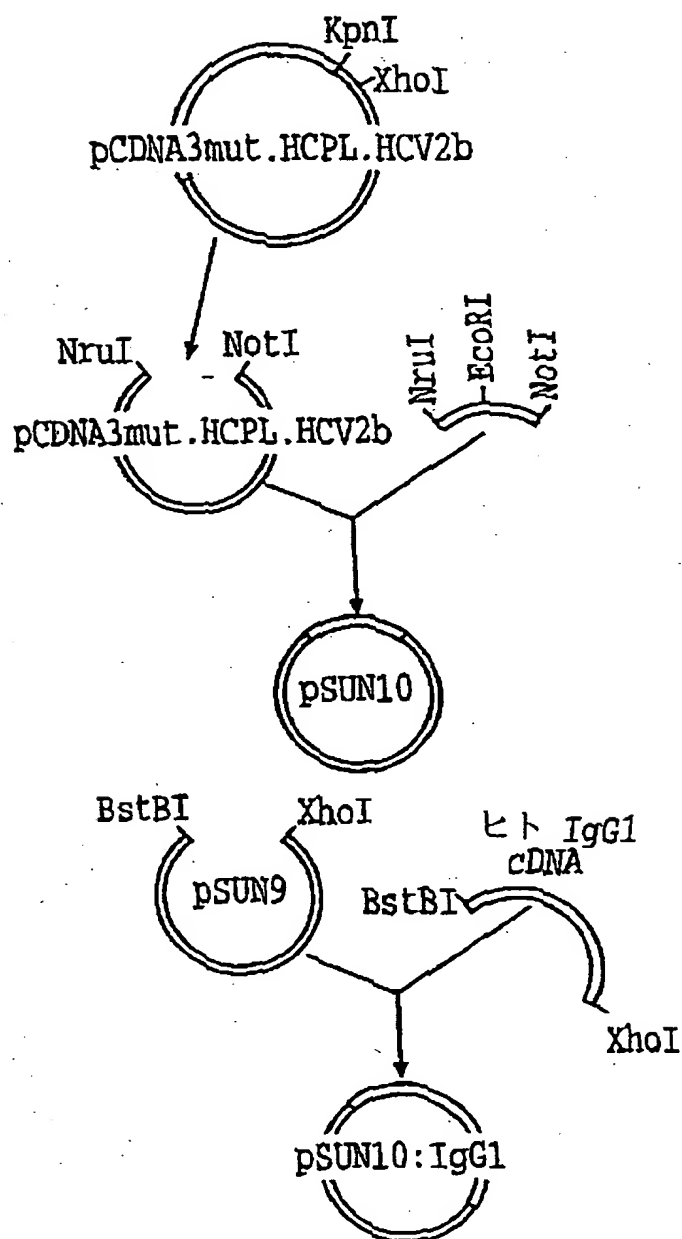 KpnI
XhoI
pCDNA3mut.HCPL.HCV2b
NruI
NotI
NruI
EcoRI
NotI
pCDNA3mut.HCPL.HCV2b
pSUN10
BstBI
XhoI
ヒト IgG1
cDNA
pSUN9
BstBI
XhoI
pSUN10:IgG1